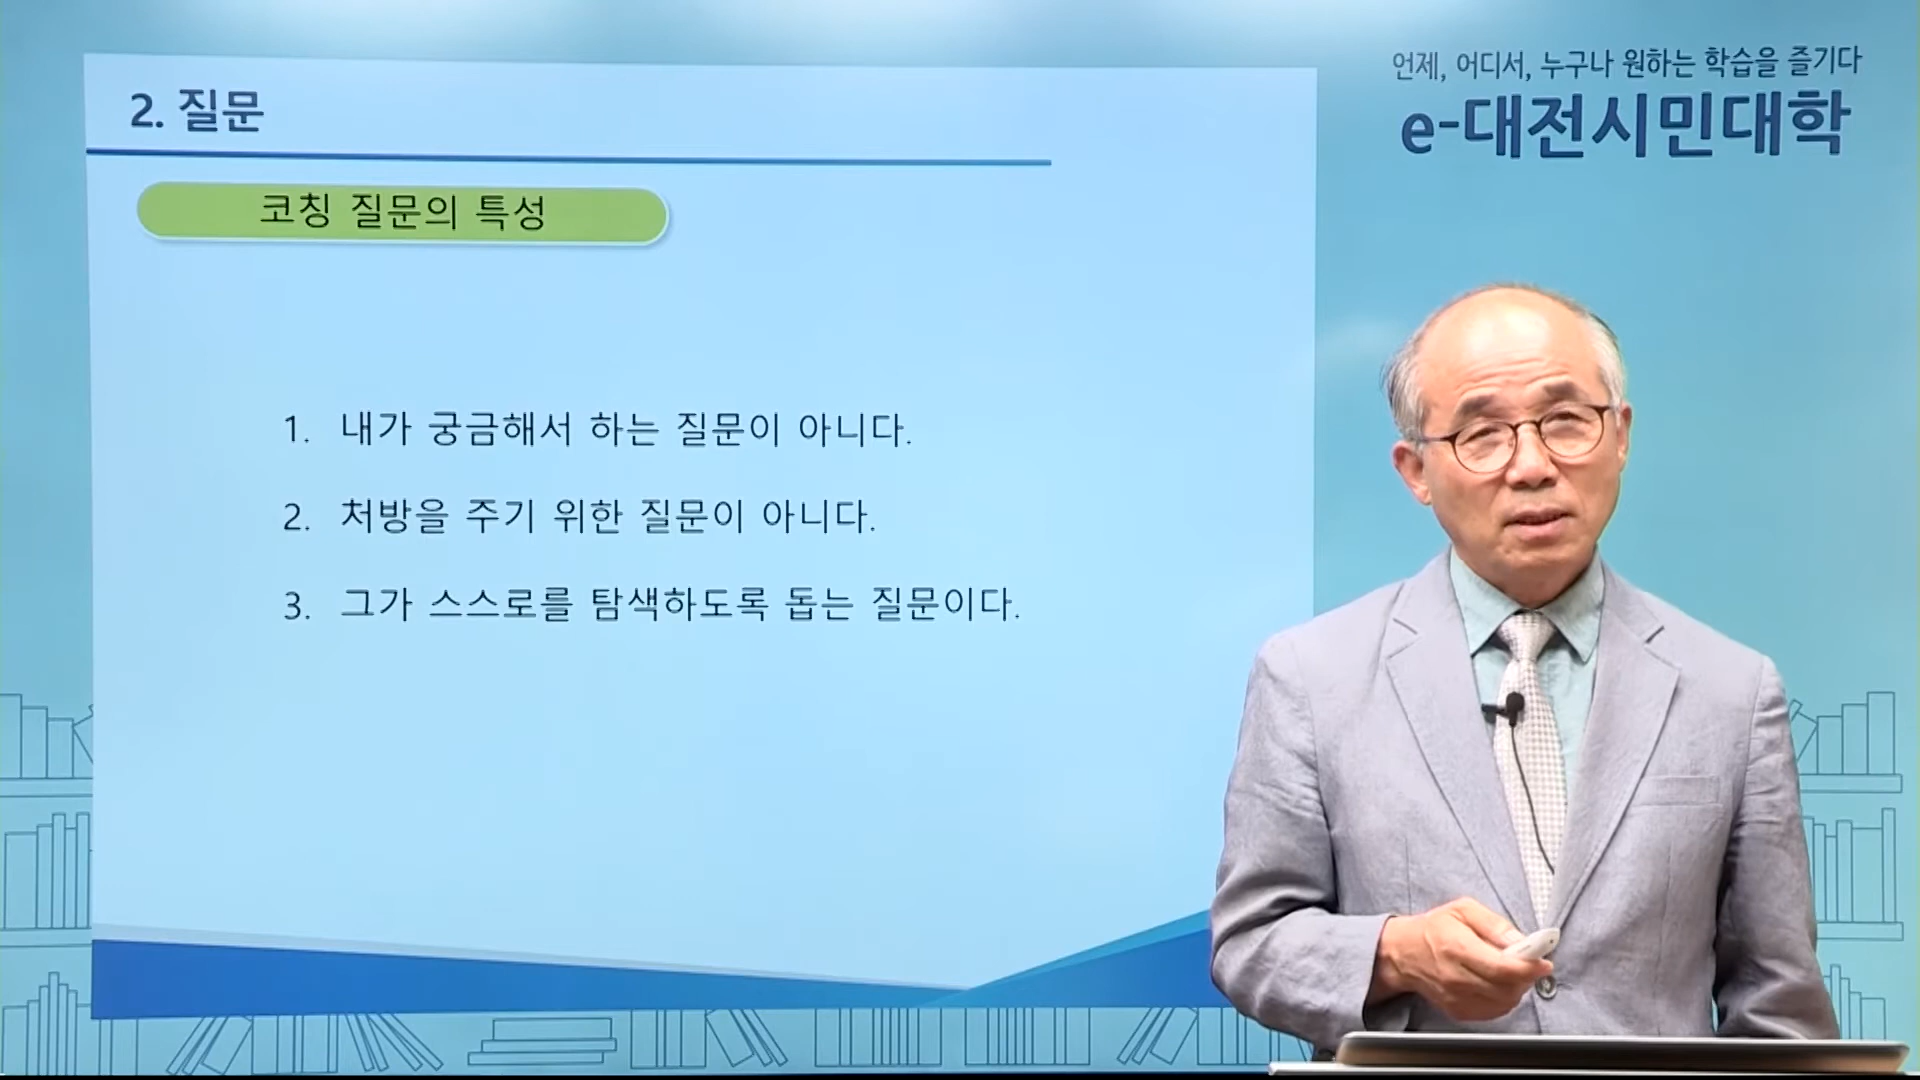 언제, 어디서, 누구나 원하는 학습을 즐기다
e-대전시민대학
2. 질문
코칭 질문의 특성
1. 내가 궁금해서 하는 질문이 아니다.
2. 처방을 주기 위한 질문이 아니다.
3. 그가 스스로를 탐색하도록 돕는 질문이다.